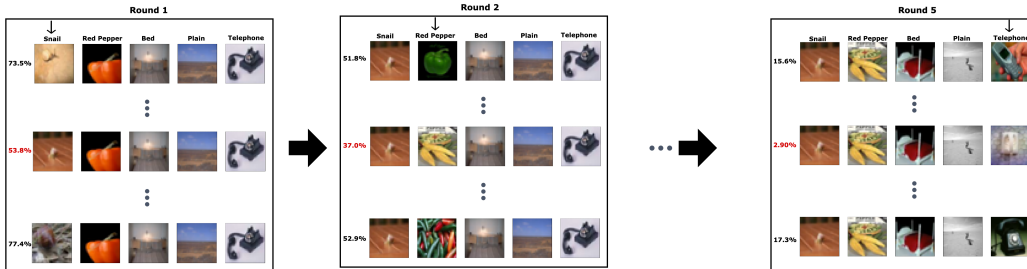 Round 1
Snail Red Pepper Bed Plain Telephone
73.5%
53.8%
77.4%
Round 2
Snail Red Pepper Bed Plain Telephone
51.8%
37.0%
52.9%
Round 5
Snail Red Pepper Bed Plain Telephone
15.6%
2.90%
17.3%